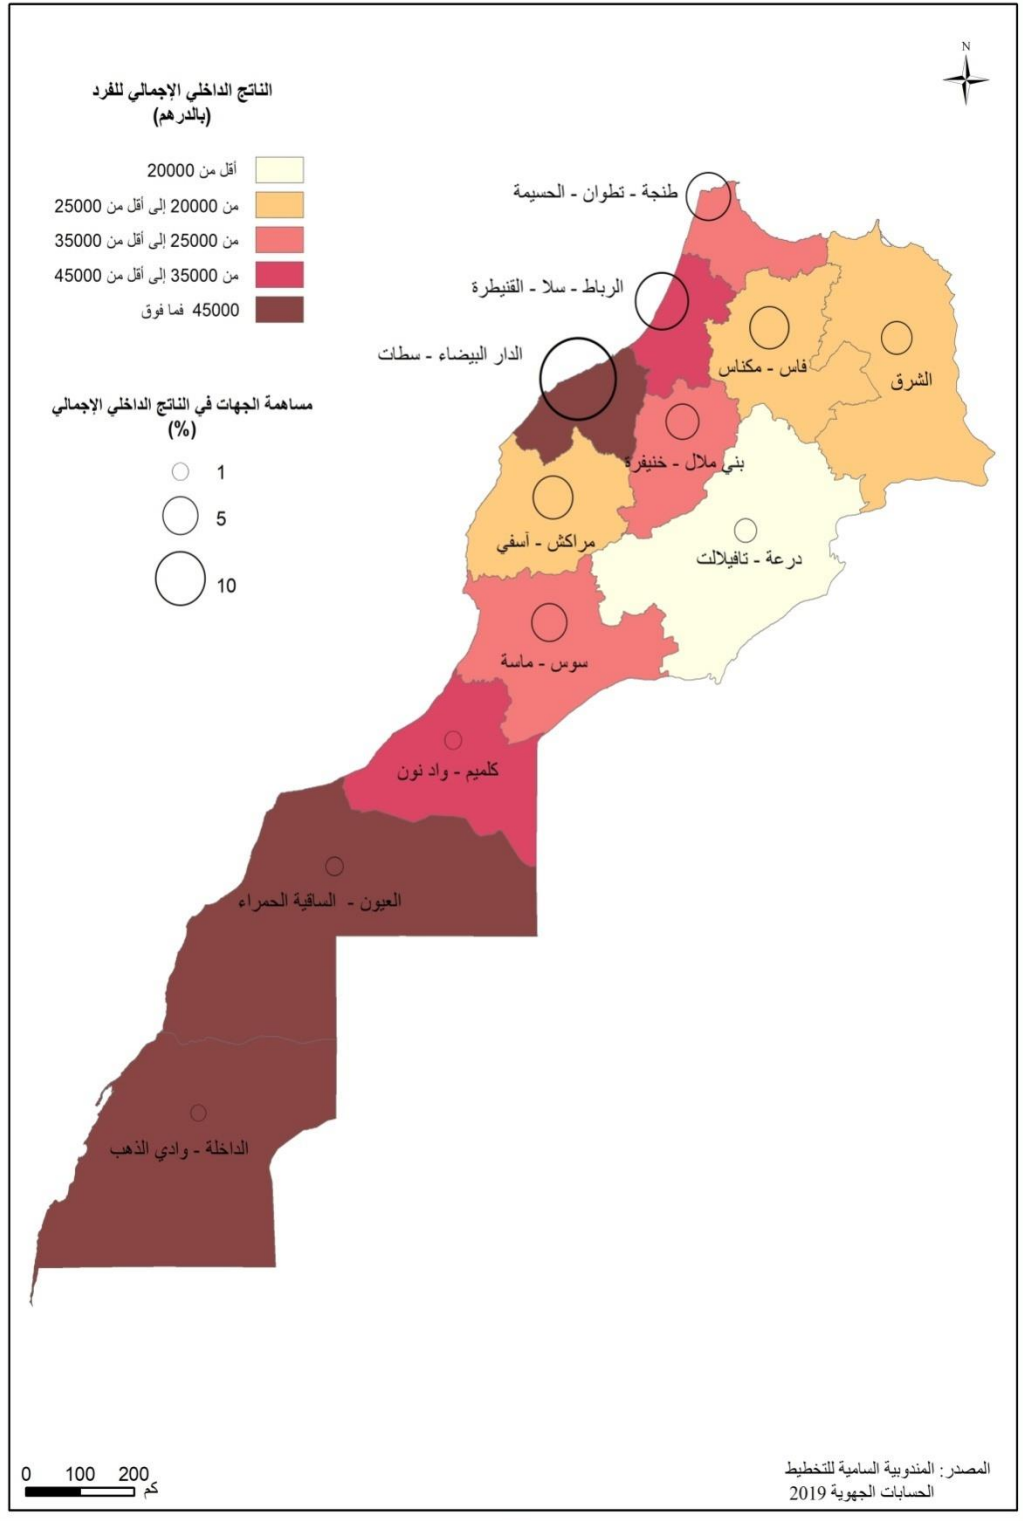 N
الناتج الداخلي الإجمالي للفرد
(بالدرهم)
أقل من 20000
من 20000 إلى أقل من 25000
من 25000 إلى أقل من 35000
من 35000 إلى أقل من 45000
45000 فما فوق
مساهمة الجهات في الناتج الداخلي الإجمالي
(%)
1
5
10
طنجة - تطوان - الحسيمة
الرباط - سلا - القنيطرة
الدار البيضاء - سطات
فاس - مكناس
الشرق
بني ملال - خنيفرة
مراكش - آسفي
درعة - تافيلالت
سوس - ماسة
كلميم - واد نون
العيون - الساقية الحمراء
الداخلة - وادي الذهب
0 100 200
كم
المصدر: المندوبية السامية للتخطيط
الحسابات الجهوية 2019